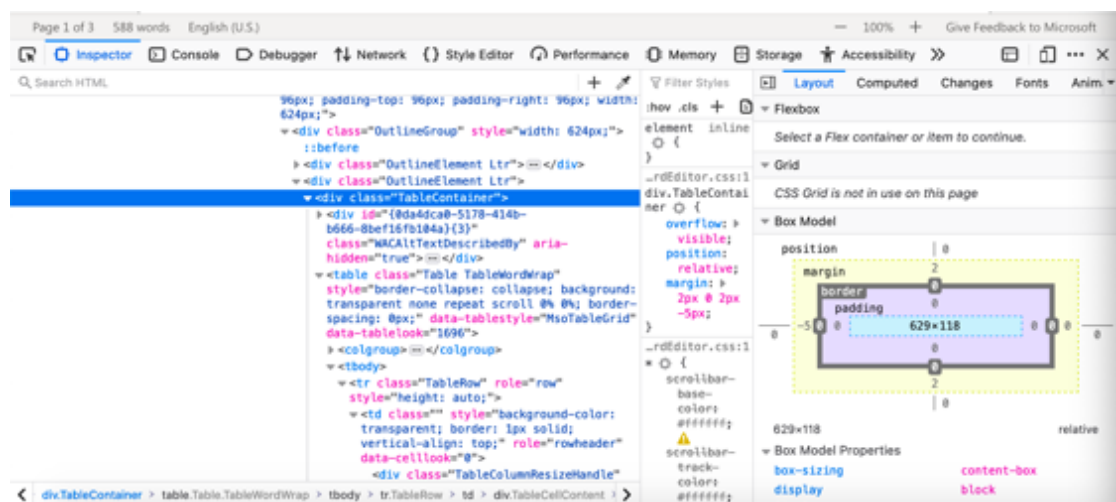 Page 1 of 3 588 words English (U.S.) — 100% + Give Feedback to Microsoft
Inspector Console Debugger Network {} Style Editor Performance Memory Storage Accessibility >>
Search HTML
96px; padding-top: 96px; padding-right: 96px; width:
624px;">
<div class="OutlineGroup" style="width: 624px;">
::before
<div class="OutlineElement Ltr"></div>
<div class="OutlineElement Ltr">
<div class="TableContainer">
<div id="{0da4dca0-5178-414b-
b666-8bef16fb104a}{3}"
class="WACAltTextDescribedBy" aria-
hidden="true"></div>
<table class="Table TableWordWrap"
style="border-collapse: collapse; background:
transparent none repeat scroll 0% 0%; border-
spacing: 0px;" data-tablestyle="MsoTableGrid"
data-tablelook="1696">
<colgroup></colgroup>
<tbody>
<tr class="TableRow" role="row"
style="height: auto;">
<td class="" style="background-color:
transparent; border: 1px solid;
vertical-align: top;" role="rowheader"
data-celllook="0">
<div class="TableColumnResizeHandle"
div.TableContainer > table.Table.TableWordWrap > tbody > tr.TableRow > td > div.TableCellContent >
Filter Styles
:hov .cls +
element inline
{
}
…rdEditor.css:1
div.TableContai
ner {
overflow:
visible;
position:
relative;
margin:
2px 0 2px
-5px;
}
…rdEditor.css:1
* {
scrollbar-
base-
color:
#ffffff;
scrollbar-
track-
color:
#ffffff;
Layout Computed Changes Fonts Anim.
Flexbox
Select a Flex container or item to continue.
Grid
CSS Grid is not in use on this page
Box Model
position 0
margin 2
border 0
padding 0
0 -5 0 0 629×118 0 0 0 0
0
0
2
0
629×118 relative
Box Model Properties
box-sizing content-box
display block